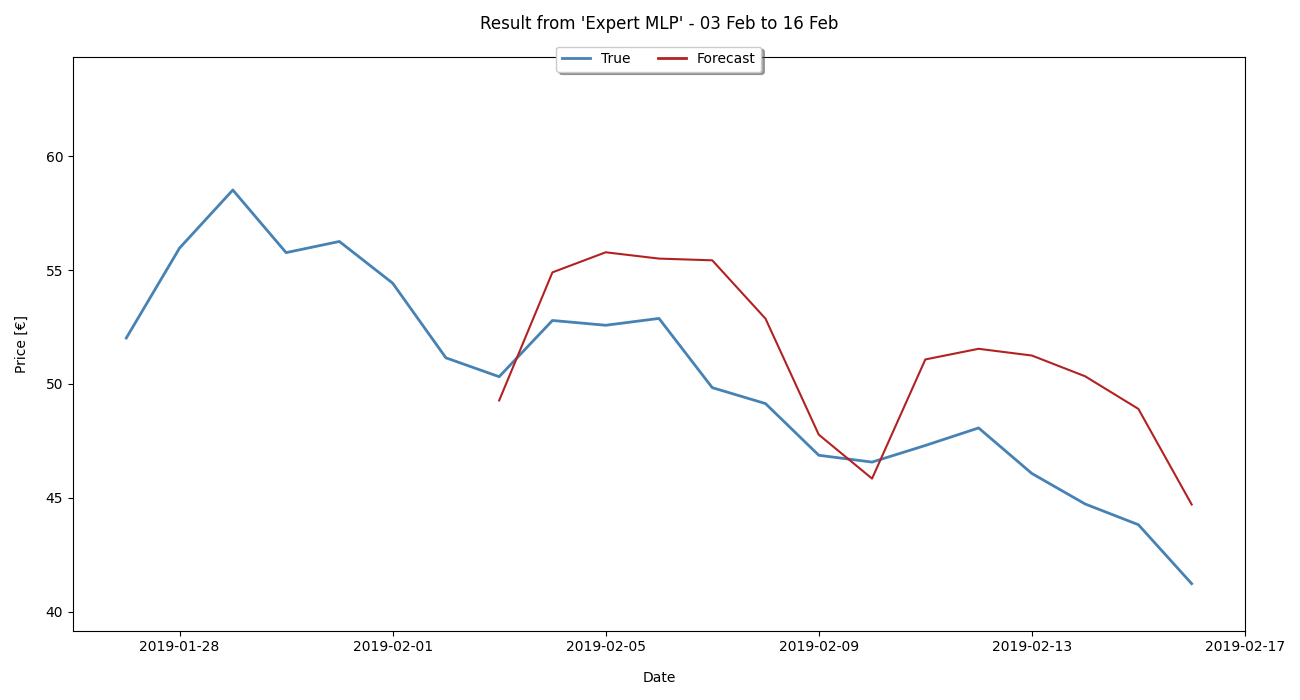 Result from 'Expert MLP' - 03 Feb to 16 Feb
True Forecast
60
55
50
45
40
Price [€]
2019-01-28 2019-02-01 2019-02-05 2019-02-09 2019-02-13 2019-02-17
Date